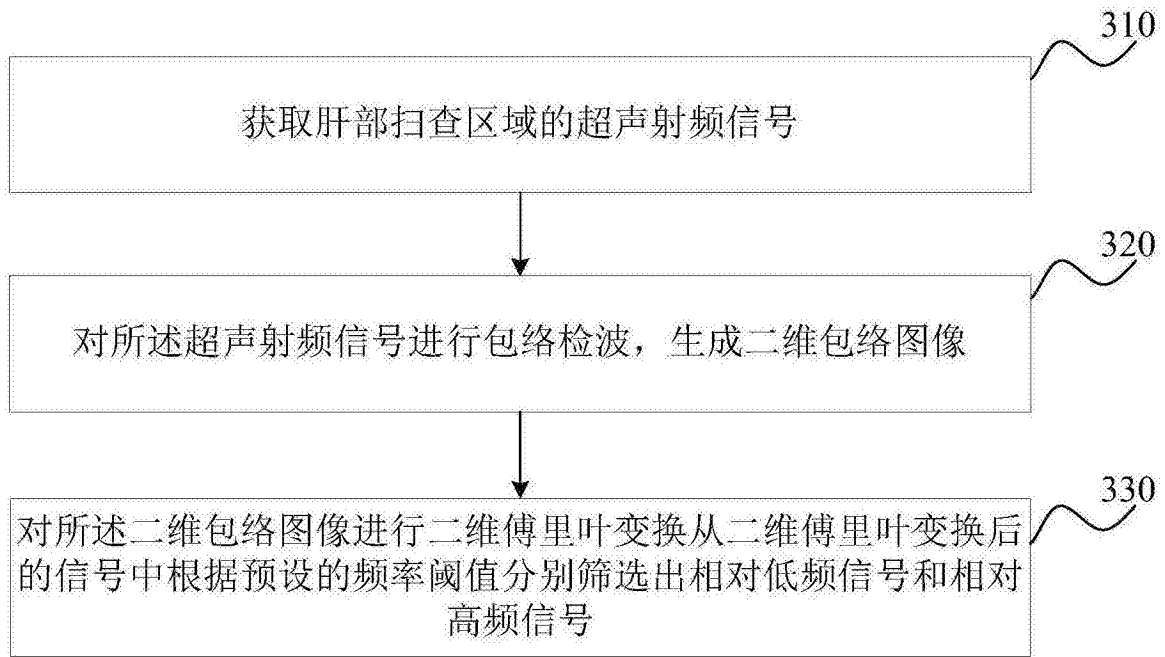 310
获取肝部扫查区域的超声射频信号
320
对所述超声射频信号进行包络检波，生成二维包络图像
330
对所述二维包络图像进行二维傅里叶变换从二维傅里叶变换后
的信号中根据预设的频率阈值分别筛选出相对低频信号和相对
高频信号